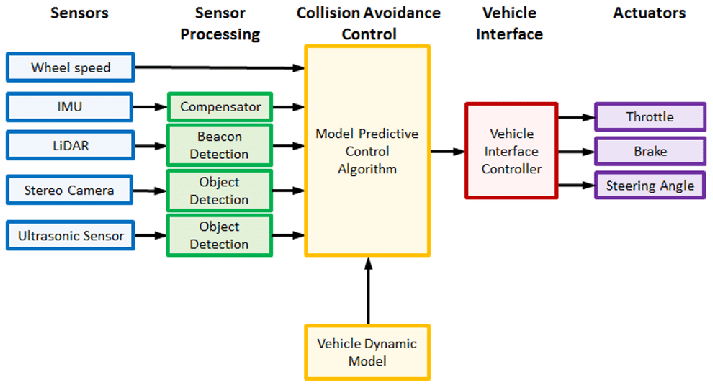 Sensors
Sensor
Processing
Collision Avoidance
Control
Vehicle
Interface
Actuators
Wheel speed
IMU
Compensator
LiDAR
Beacon
Detection
Stereo Camera
Object
Detection
Ultrasonic Sensor
Object
Detection
Model Predictive
Control
Algorithm
Vehicle
Interface
Controller
Throttle
Brake
Steering Angle
Vehicle Dynamic
Model